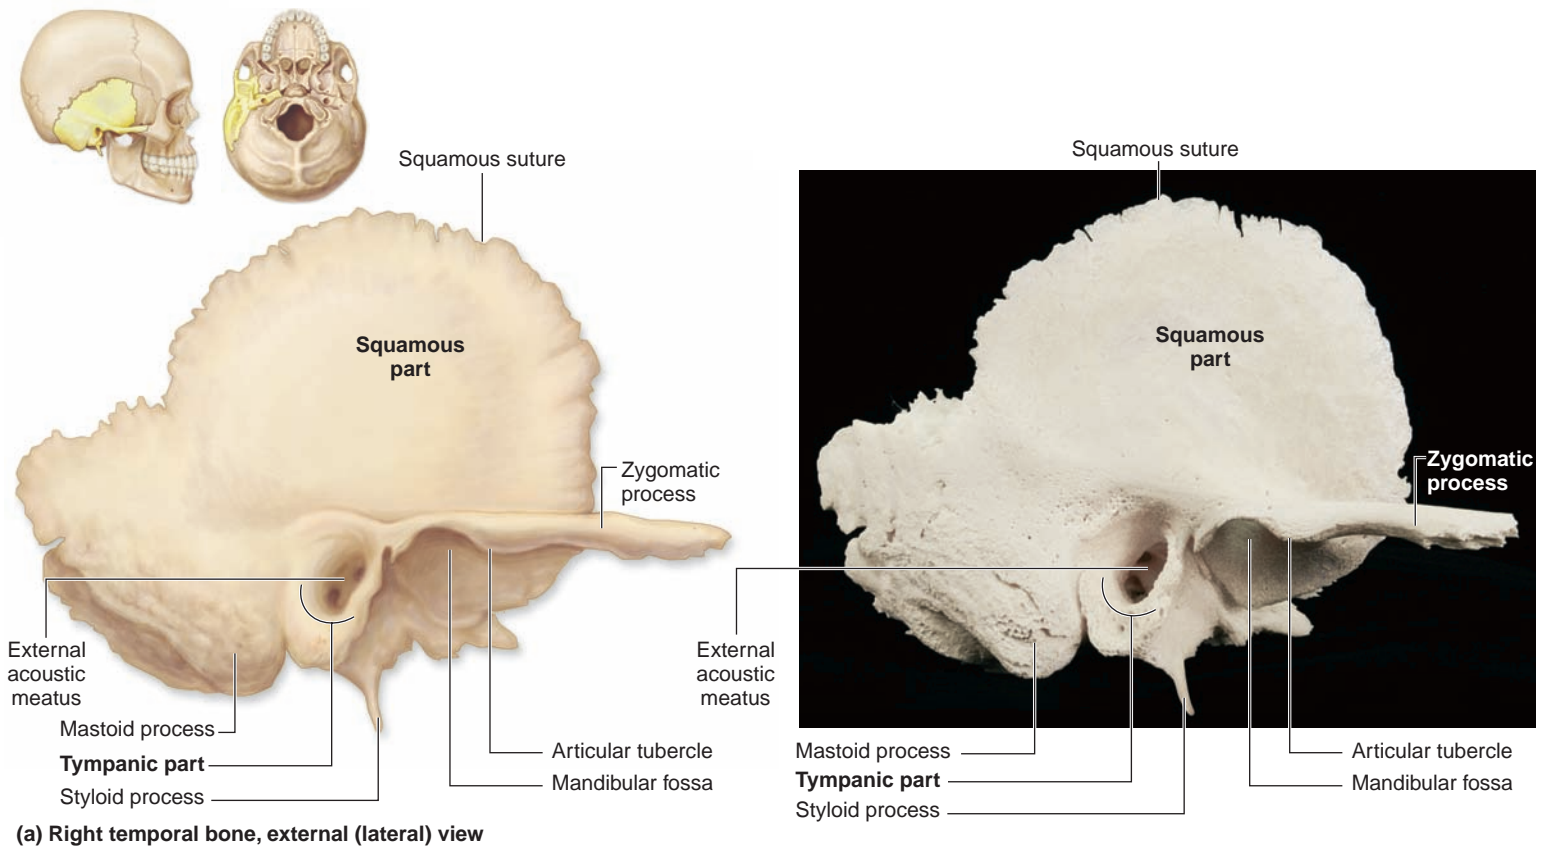 Squamous suture
Squamous
part
Zygomatic
process
External
acoustic
meatus
Mastoid process
Tympanic part
Styloid process
Articular tubercle
Mandibular fossa
(a) Right temporal bone, external (lateral) view
Squamous suture
Squamous
part
Zygomatic
process
External
acoustic
meatus
Mastoid process
Tympanic part
Styloid process
Articular tubercle
Mandibular fossa